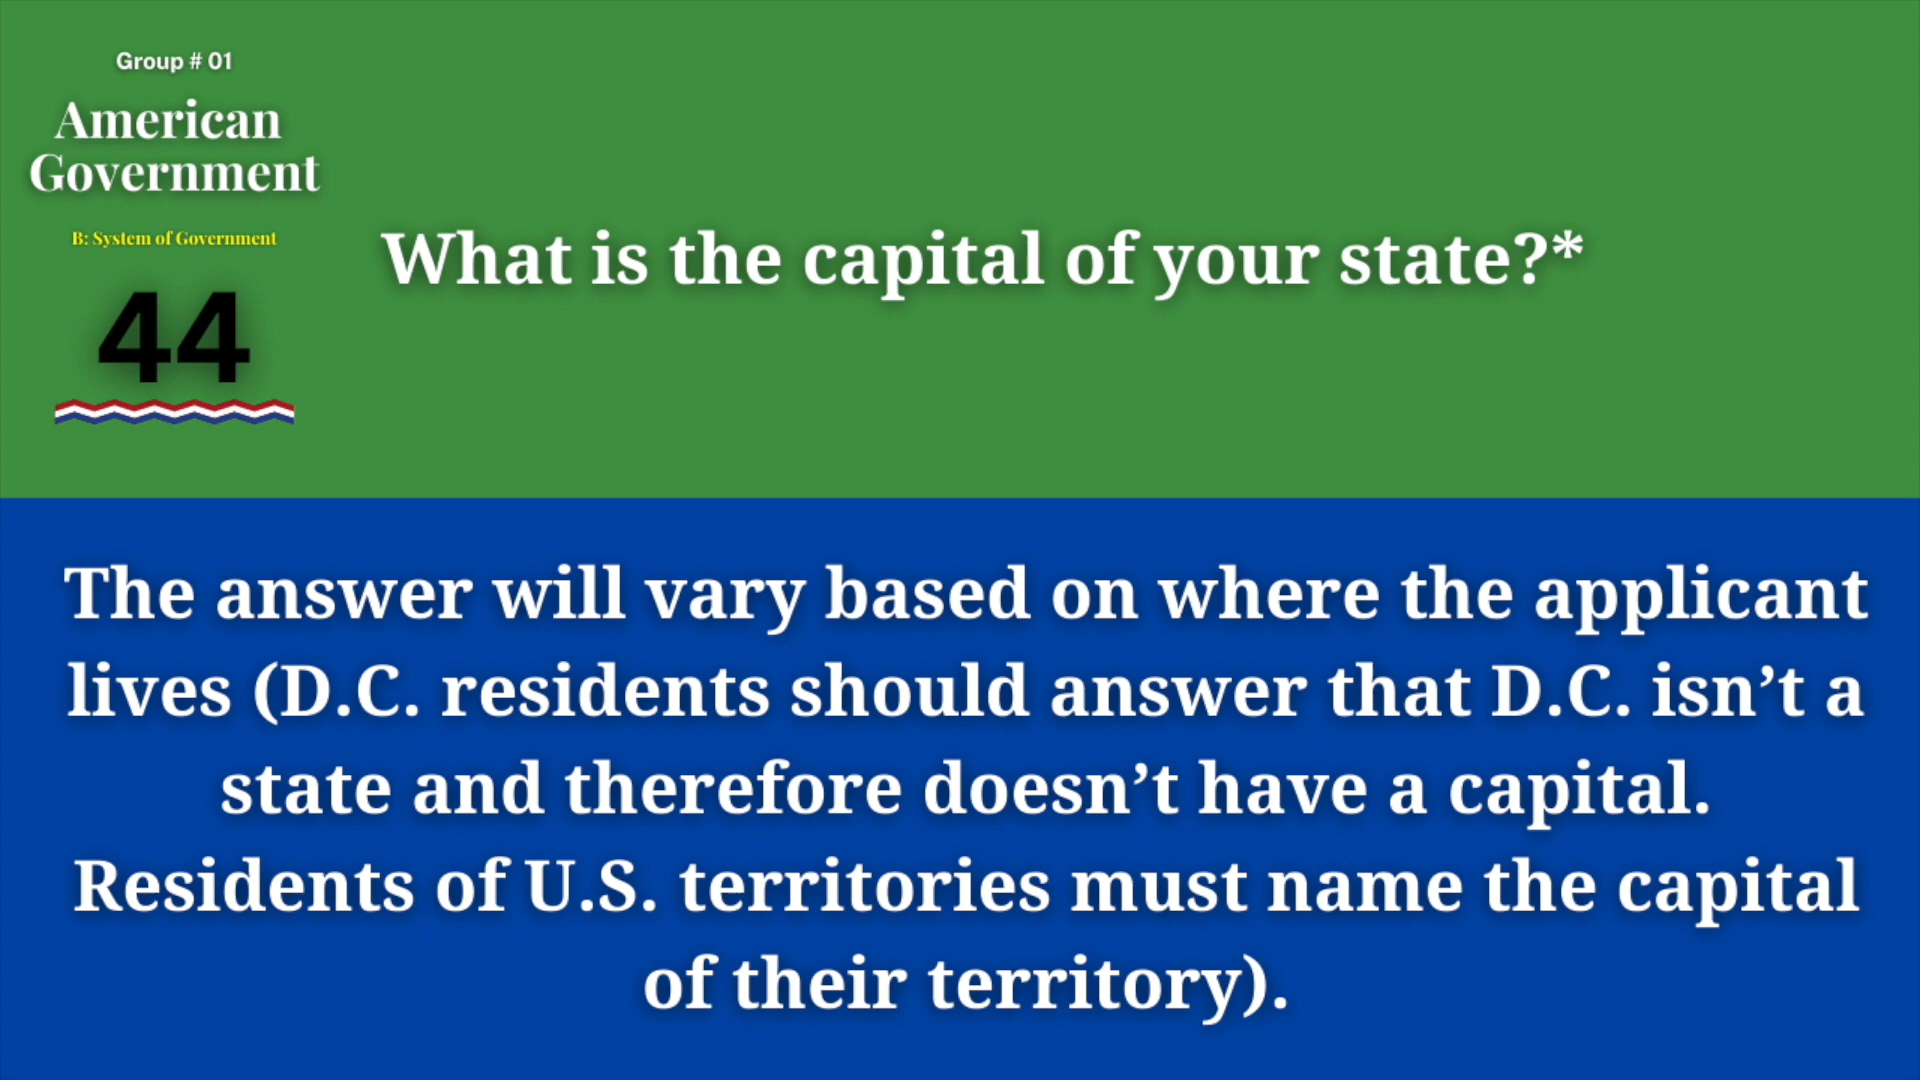 Group # 01
American
Government
B: System of Government
44
What is the capital of your state?*
The answer will vary based on where the applicant
lives (D.C. residents should answer that D.C. isn’t a
state and therefore doesn’t have a capital.
Residents of U.S. territories must name the capital
of their territory).